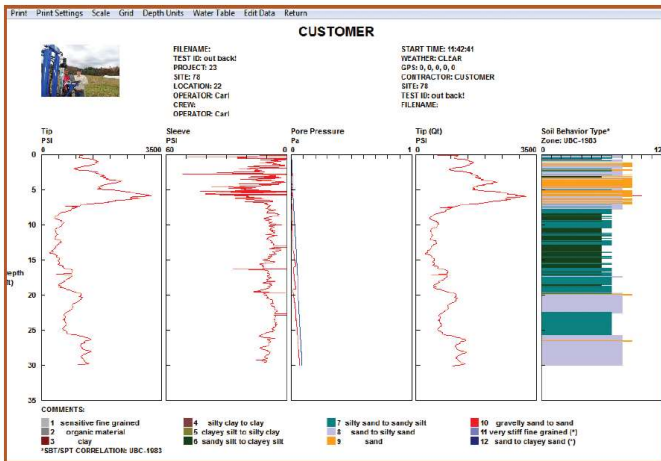 Print Print Settings Scale Grid Depth Units Water Table Edit Data Return
CUSTOMER
FILENAME:
TEST ID: out back!
PROJECT: 23
SITE: 78
LOCATION: 22
OPERATOR: Carl
CREW:
OPERATOR: Carl
START TIME: 11:42:41
WEATHER: CLEAR
GPS: 0, 0, 0, 0, 0
CONTRACTOR: CUSTOMER
SITE: 78
TEST ID: out back!
FILENAME:
Tip
PSI
0 3500
Sleeve
PSI
60 0
Pore Pressure
Pa
0 1
Tip (Qt)
PSI
0 3500
Soil Behavior Type*
Zone: UBC-1983
0 12
0
5
10
15
20
25
30
35
COMMENTS:
1 sensitive fine grained
2 organic material
3 clay
4 silty clay to clay
5 clayey silt to silty clay
6 sandy silt to clayey silt
7 silty sand to sandy silt
8 sand to silty sand
9 sand
10 gravelly sand to sand
11 very stiff fine grained (*)
12 sand to clayey sand (*)
*SBT/SPT CORRELATION: UBC-1983